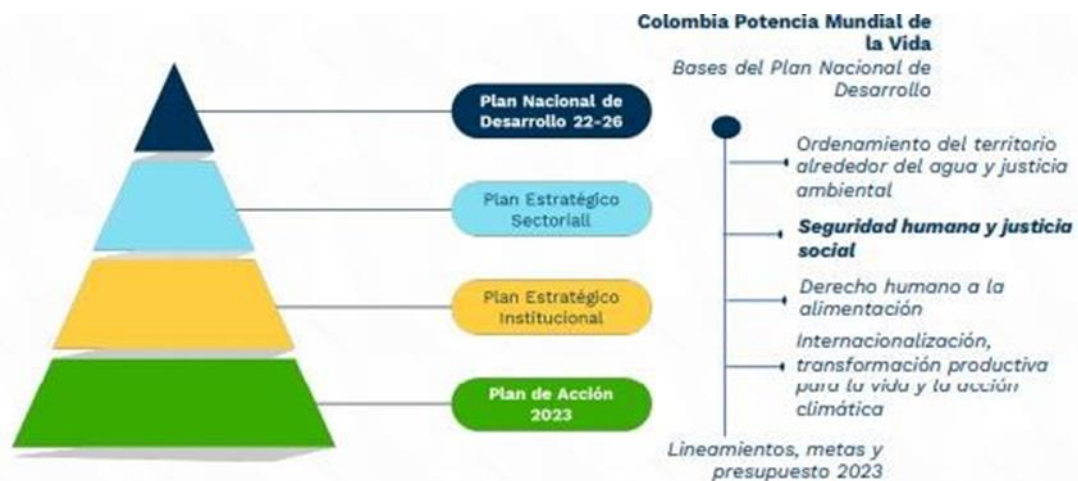 Plan Nacional de
Desarrollo 22-26
Plan Estratégico
Sectoriall
Plan Estratégico
Institucional
Plan de Acción
2023
Colombia Potencia Mundial de
la Vida
Bases del Plan Nacional de
Desarrollo
Ordenamiento del territorio
alrededor del agua y justicia
ambiental
Seguridad humana y justicia
social
Derecho humano a la
alimentación
Internacionalización,
transformación productiva
para la vida y la acción
climática
Lineamientos, metas y
presupuesto 2023